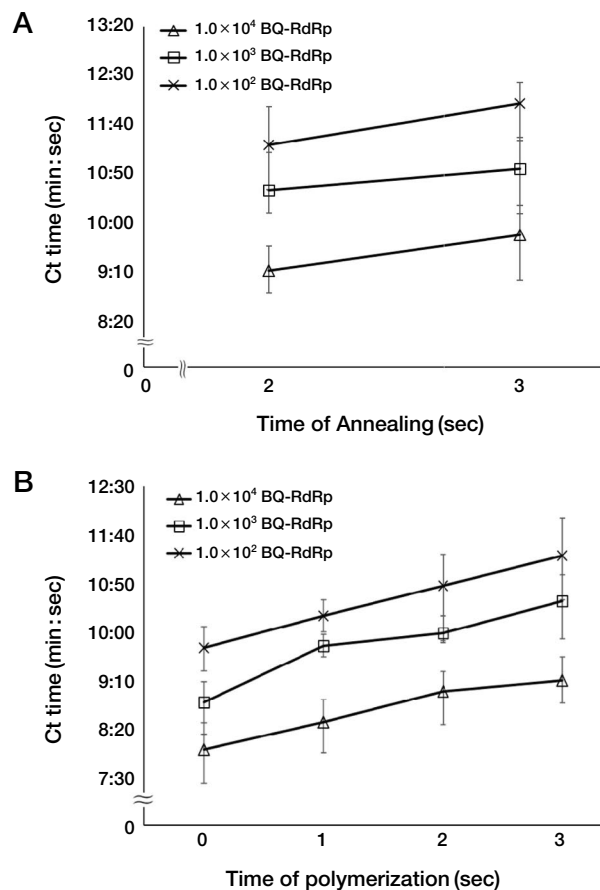 A
13:20
12:30
11:40
10:50
10:00
9:10
8:20
0
Ct time (min:sec)
1.0×10⁴ BQ-RdRp
1.0×10³ BQ-RdRp
1.0×10² BQ-RdRp
0 2 3
Time of Annealing (sec)
B
12:30
11:40
10:50
10:00
9:10
8:20
7:30
0
Ct time (min:sec)
1.0×10⁴ BQ-RdRp
1.0×10³ BQ-RdRp
1.0×10² BQ-RdRp
0 1 2 3
Time of polymerization (sec)